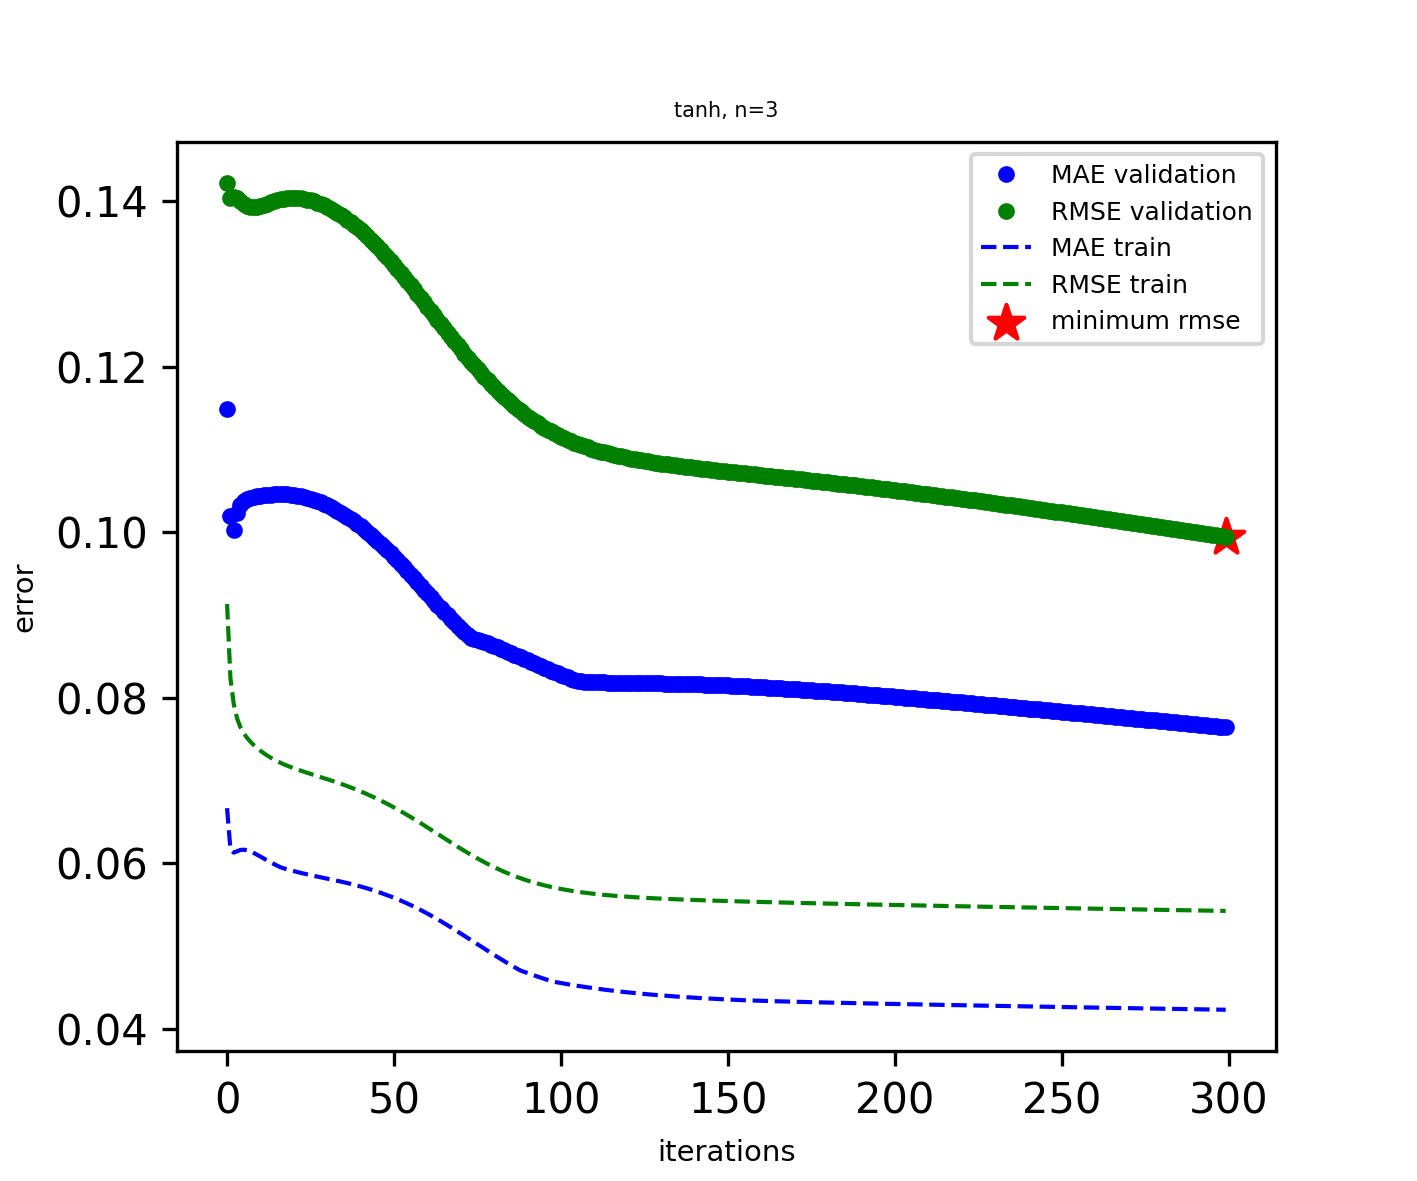 tanh, n=3
MAE validation
RMSE validation
MAE train
RMSE train
minimum rmse
error
0.14
0.12
0.10
0.08
0.06
0.04
0 50 100 150 200 250 300
iterations